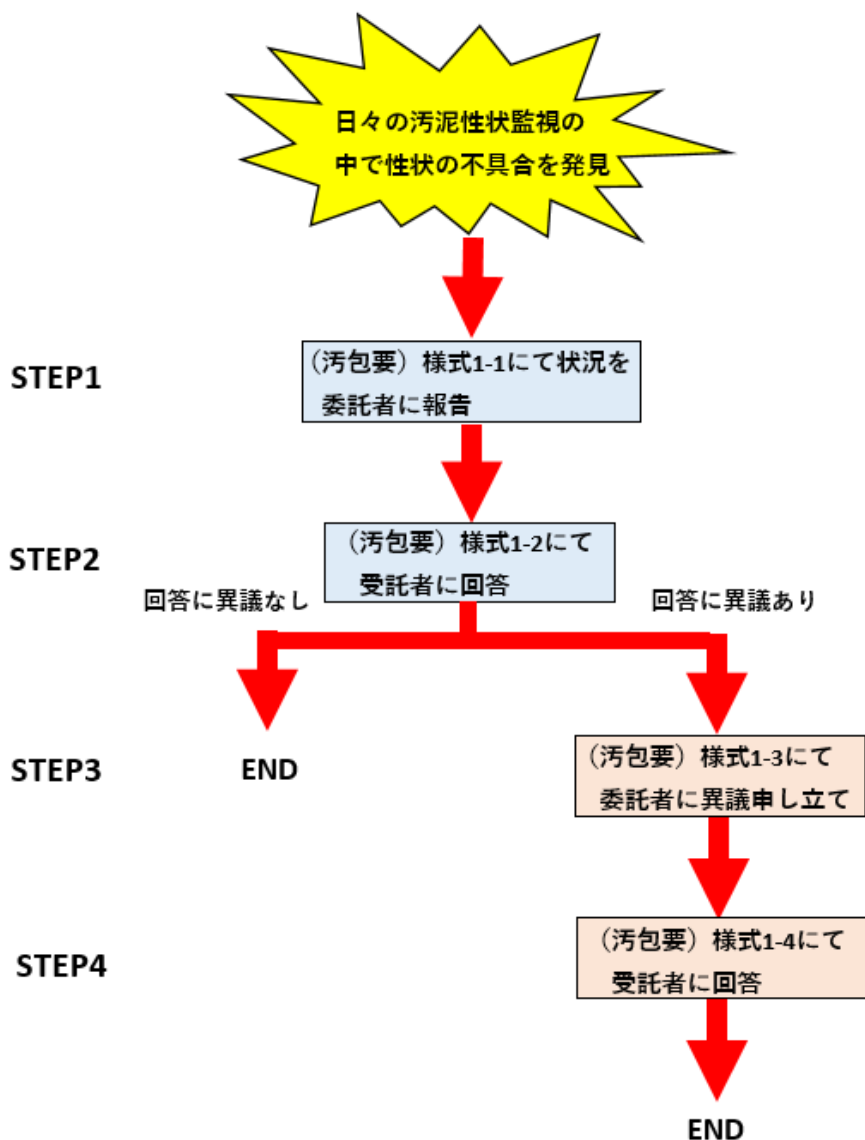 日々の汚泥性状監視の
中で性状の不具合を発見
STEP1
（汚包要）様式1-1にて状況を
委託者に報告
STEP2
（汚包要）様式1-2にて
受託者に回答
回答に異議なし
回答に異議あり
STEP3
END
（汚包要）様式1-3にて
委託者に異議申し立て
STEP4
（汚包要）様式1-4にて
受託者に回答
END